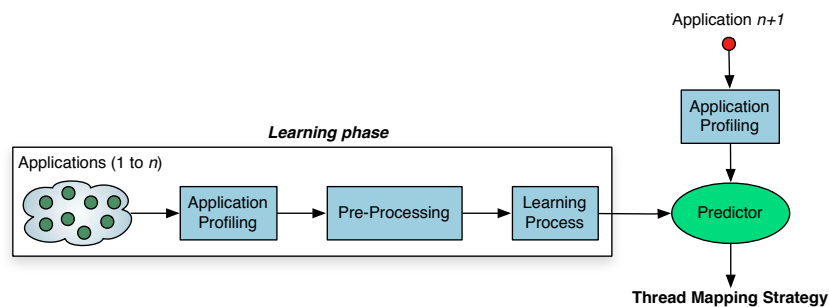 Application n+1
Application
Profiling
Learning phase
Applications (1 to n)
Application
Profiling
Pre-Processing
Learning
Process
Predictor
Thread Mapping Strategy